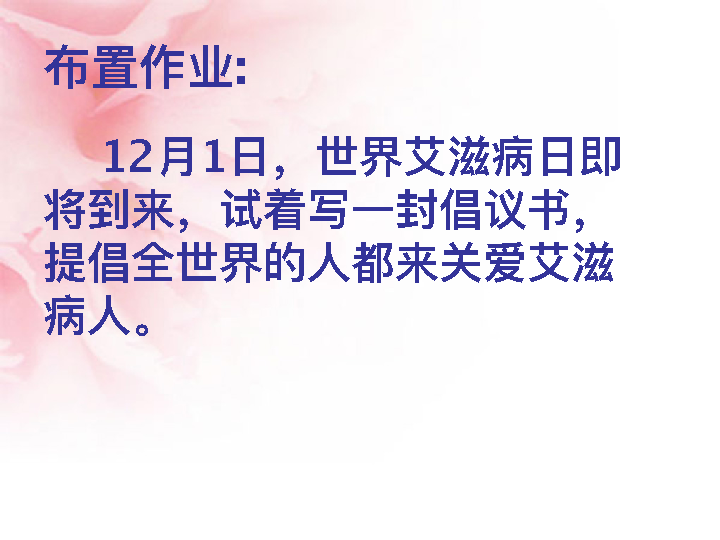 布置作业:
12月1日，世界艾滋病日即
将到来，试着写一封倡议书，
提倡全世界的人都来关爱艾滋
病人。